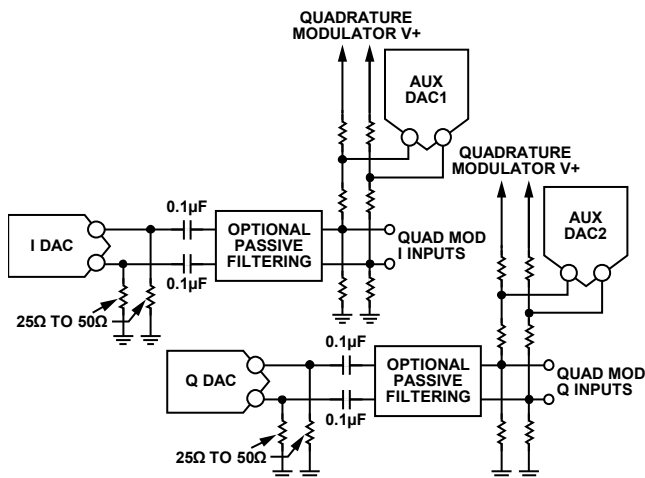 QUADRATURE
MODULATOR V+
AUX
DAC1
QUADRATURE
MODULATOR V+
AUX
DAC2
0.1µF
I DAC
OPTIONAL
PASSIVE
FILTERING
QUAD MOD
I INPUTS
0.1µF
25Ω TO 50Ω
0.1µF
Q DAC
OPTIONAL
PASSIVE
FILTERING
QUAD MOD
Q INPUTS
0.1µF
25Ω TO 50Ω